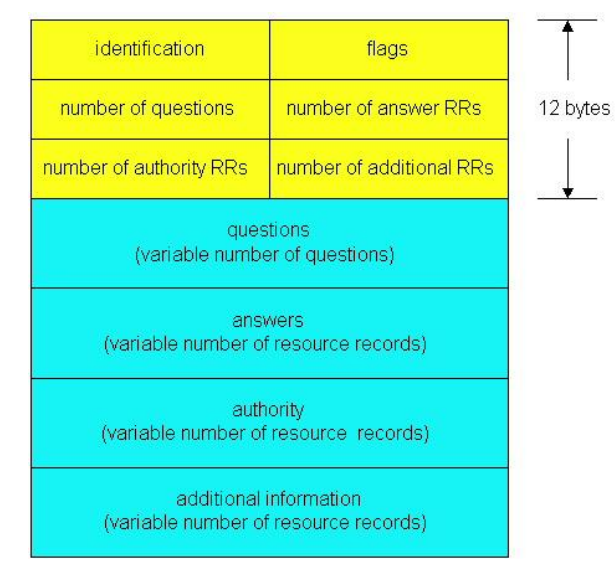 identification
flags
number of questions
number of answer RRs
12 bytes
number of authority RRs
number of additional RRs
questions
(variable number of questions)
answers
(variable number of resource records)
authority
(variable number of resource records)
additional information
(variable number of resource records)